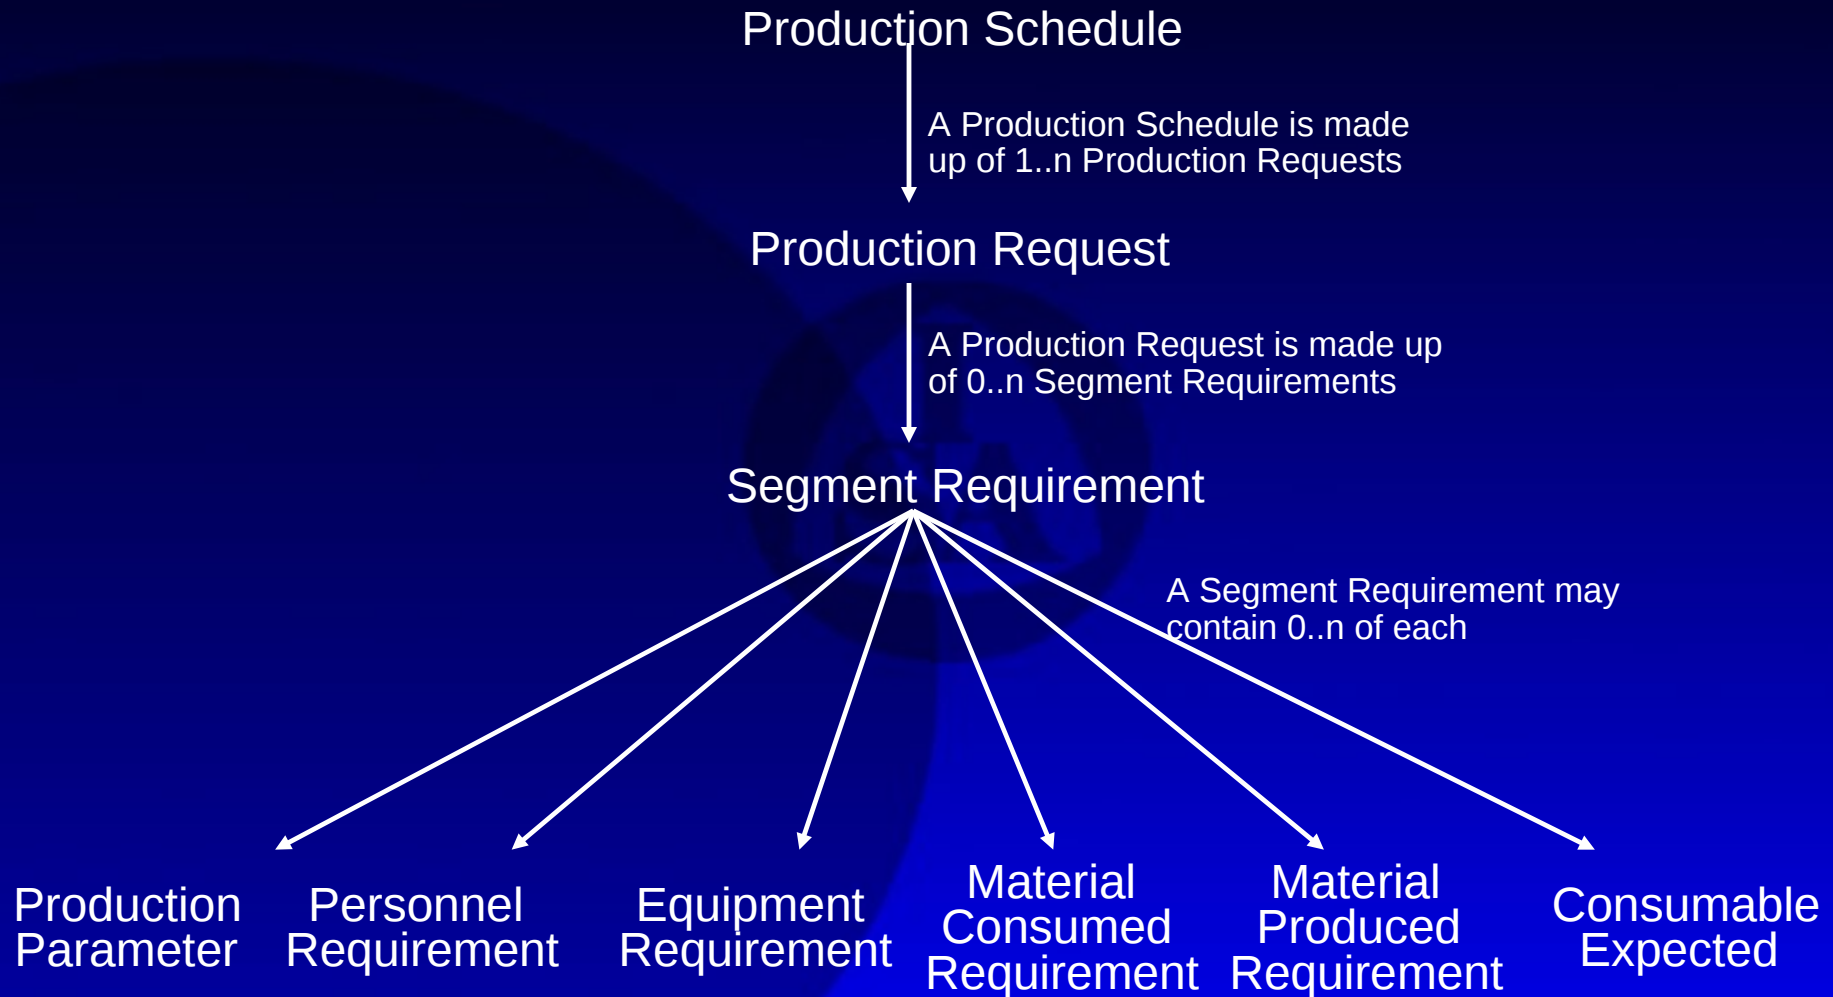 Production Schedule
A Production Schedule is made
up of 1..n Production Requests
Production Request
A Production Request is made up
of 0..n Segment Requirements
Segment Requirement
A Segment Requirement may
contain 0..n of each
Production
Parameter
Personnel
Requirement
Equipment
Requirement
Material
Consumed
Requirement
Material
Produced
Requirement
Consumable
Expected
ISA